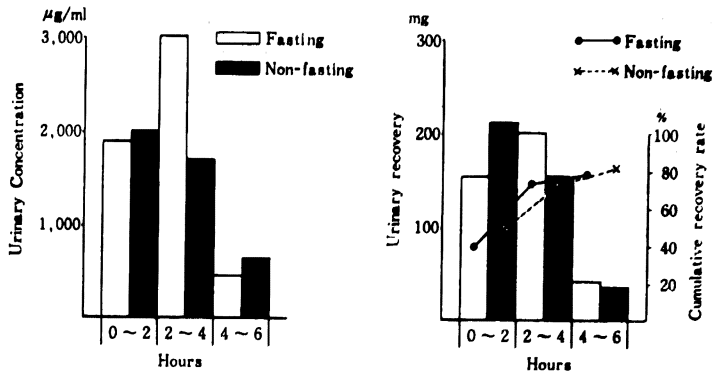 µg/ml
3,000
2,000
1,000
Urinary Concentration
Fasting
Non-fasting
0 ~ 2 2 ~ 4 4 ~ 6
Hours
mg
300
200
100
Urinary recovery
Fasting
Non-fasting
%
100
80
60
40
20
Cumulative recovery rate
0 ~ 2 2 ~ 4 4 ~ 6
Hours